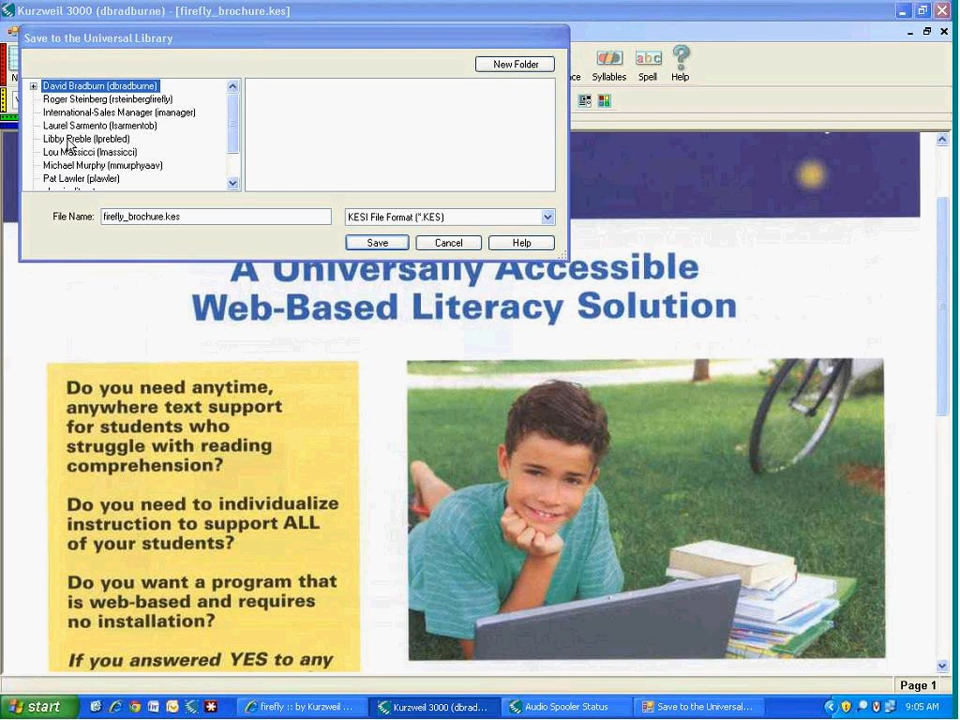 Kurzweil 3000 (dbradburne) - [firefly_brochure.kes]
Save to the Universal Library
New Folder
David Bradburn (dbradburne)
Roger Steinberg (rsteinbergfirefly)
International-Sales Manager (imanager)
Laurel Sarmento (lsarmentob)
Libby Preble (lprebled)
Lou Massicci (lmassicci)
Michael Murphy (mmurphyaav)
Pat Lawler (plawler)
File Name: firefly_brochure.kes
KESI File Format (*.KES)
Save Cancel Help
Syllables Spell Help
A Universally Accessible
Web-Based Literacy Solution
Do you need anytime,
anywhere text support
for students who
struggle with reading
comprehension?
Do you need to individualize
instruction to support ALL
of your students?
Do you want a program that
is web-based and requires
no installation?
If you answered YES to any
Page 1
start
firefly :: by Kurzweil ...
Kurzweil 3000 (dbrad...
Audio Spooler Status
Save to the Universal...
9:05 AM